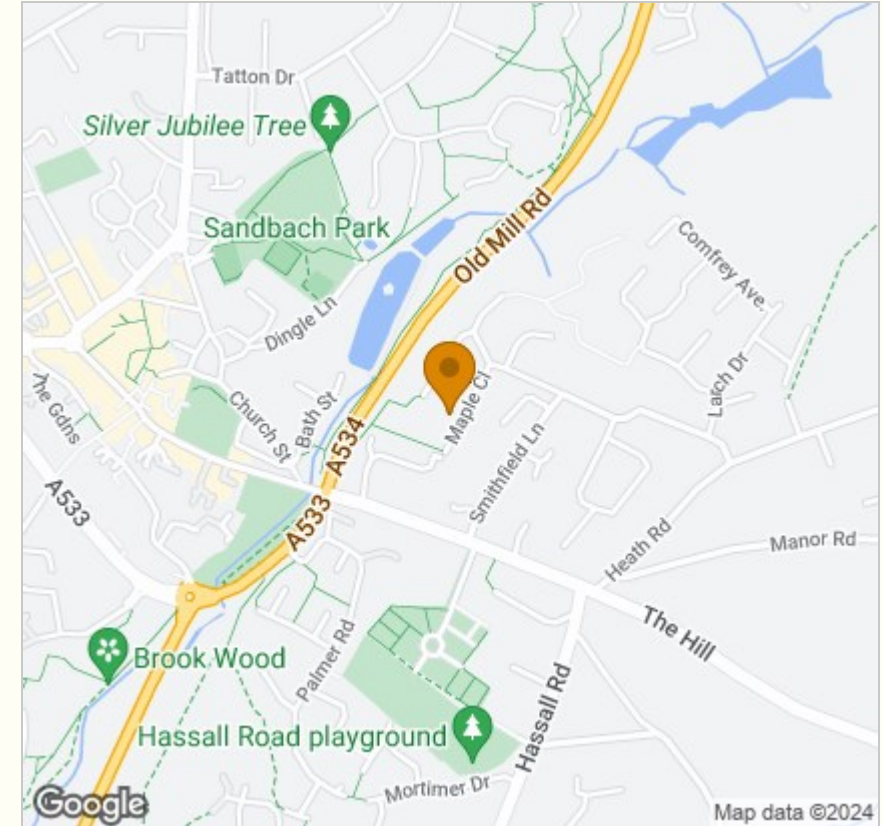 Tatton Dr
Silver Jubilee Tree
Sandbach Park
Old Mill Rd
Comfrey Ave.
Dingle Ln
The Gdns
Church St
Bath St
A534
Maple Cl
Larch Dr
Smithfield Ln
A533
A533
Heath Rd
Manor Rd
The Hill
Brook Wood
Palmer Rd
Hassall Rd
Hassall Road playground
Mortimer Dr
Google
Map data ©2024